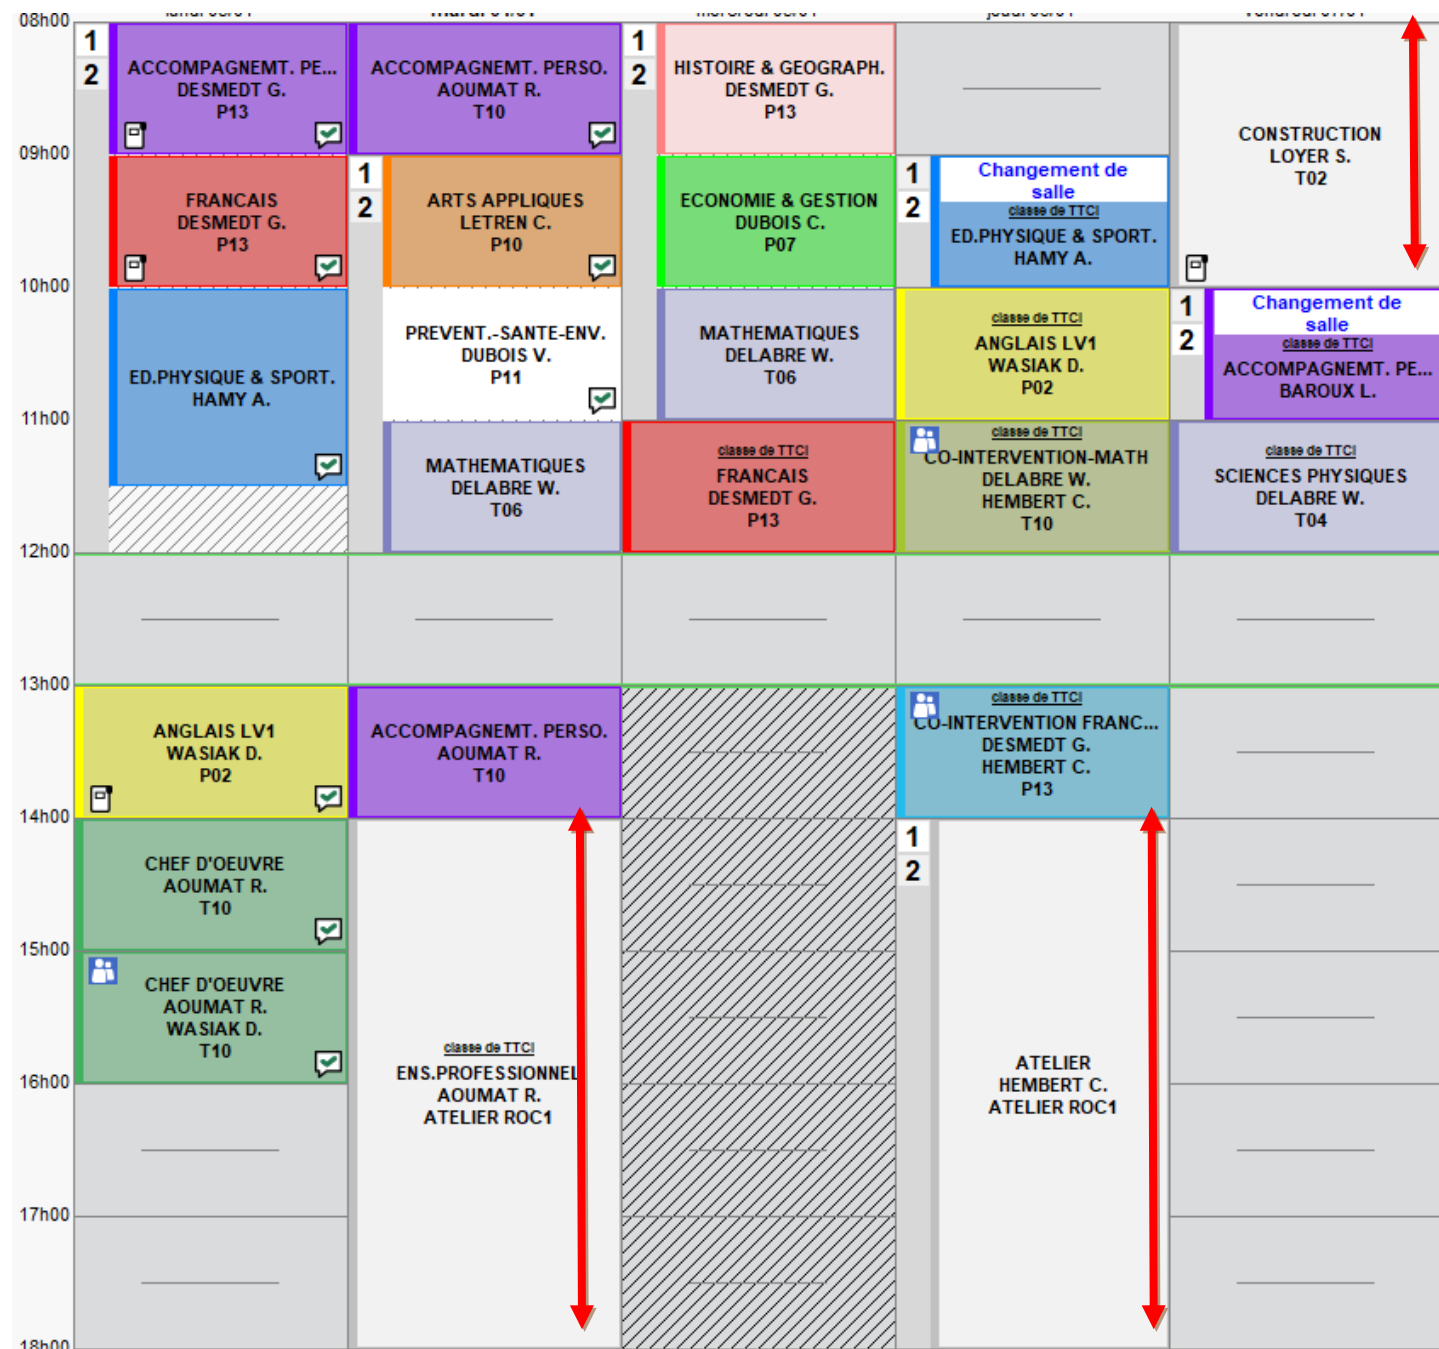 08h00
09h00
10h00
11h00
12h00
13h00
14h00
15h00
16h00
17h00
18h00
1
2
ACCOMPAGNEMT. PE...
DESMEDT G.
P13
FRANCAIS
DESMEDT G.
P13
ED.PHYSIQUE & SPORT.
HAMY A.
ANGLAIS LV1
WASIAK D.
P02
CHEF D'OEUVRE
AOUMAT R.
T10
CHEF D'OEUVRE
AOUMAT R.
WASIAK D.
T10
ACCOMPAGNEMT. PERSO.
AOUMAT R.
T10
1
2
ARTS APPLIQUES
LETREN C.
P10
PREVENT.-SANTE-ENV.
DUBOIS V.
P11
MATHEMATIQUES
DELABRE W.
T06
ACCOMPAGNEMT. PERSO.
AOUMAT R.
T10
classe de TTCI
ENS.PROFESSIONNEL
AOUMAT R.
ATELIER ROC1
1
2
HISTOIRE & GEOGRAPH.
DESMEDT G.
P13
ECONOMIE & GESTION
DUBOIS C.
P07
MATHEMATIQUES
DELABRE W.
T06
classe de TTCI
FRANCAIS
DESMEDT G.
P13
1
2
Changement de
salle
classe de TTCI
ED.PHYSIQUE & SPORT.
HAMY A.
classe de TTCI
ANGLAIS LV1
WASIAK D.
P02
classe de TTCI
CO-INTERVENTION-MATH
DELABRE W.
HEMBERT C.
T10
classe de TTCI
CO-INTERVENTION FRANC...
DESMEDT G.
HEMBERT C.
P13
1
2
ATELIER
HEMBERT C.
ATELIER ROC1
CONSTRUCTION
LOYER S.
T02
1
2
Changement de
salle
classe de TTCI
ACCOMPAGNEMT. PE...
BAROUX L.
classe de TTCI
SCIENCES PHYSIQUES
DELABRE W.
T04